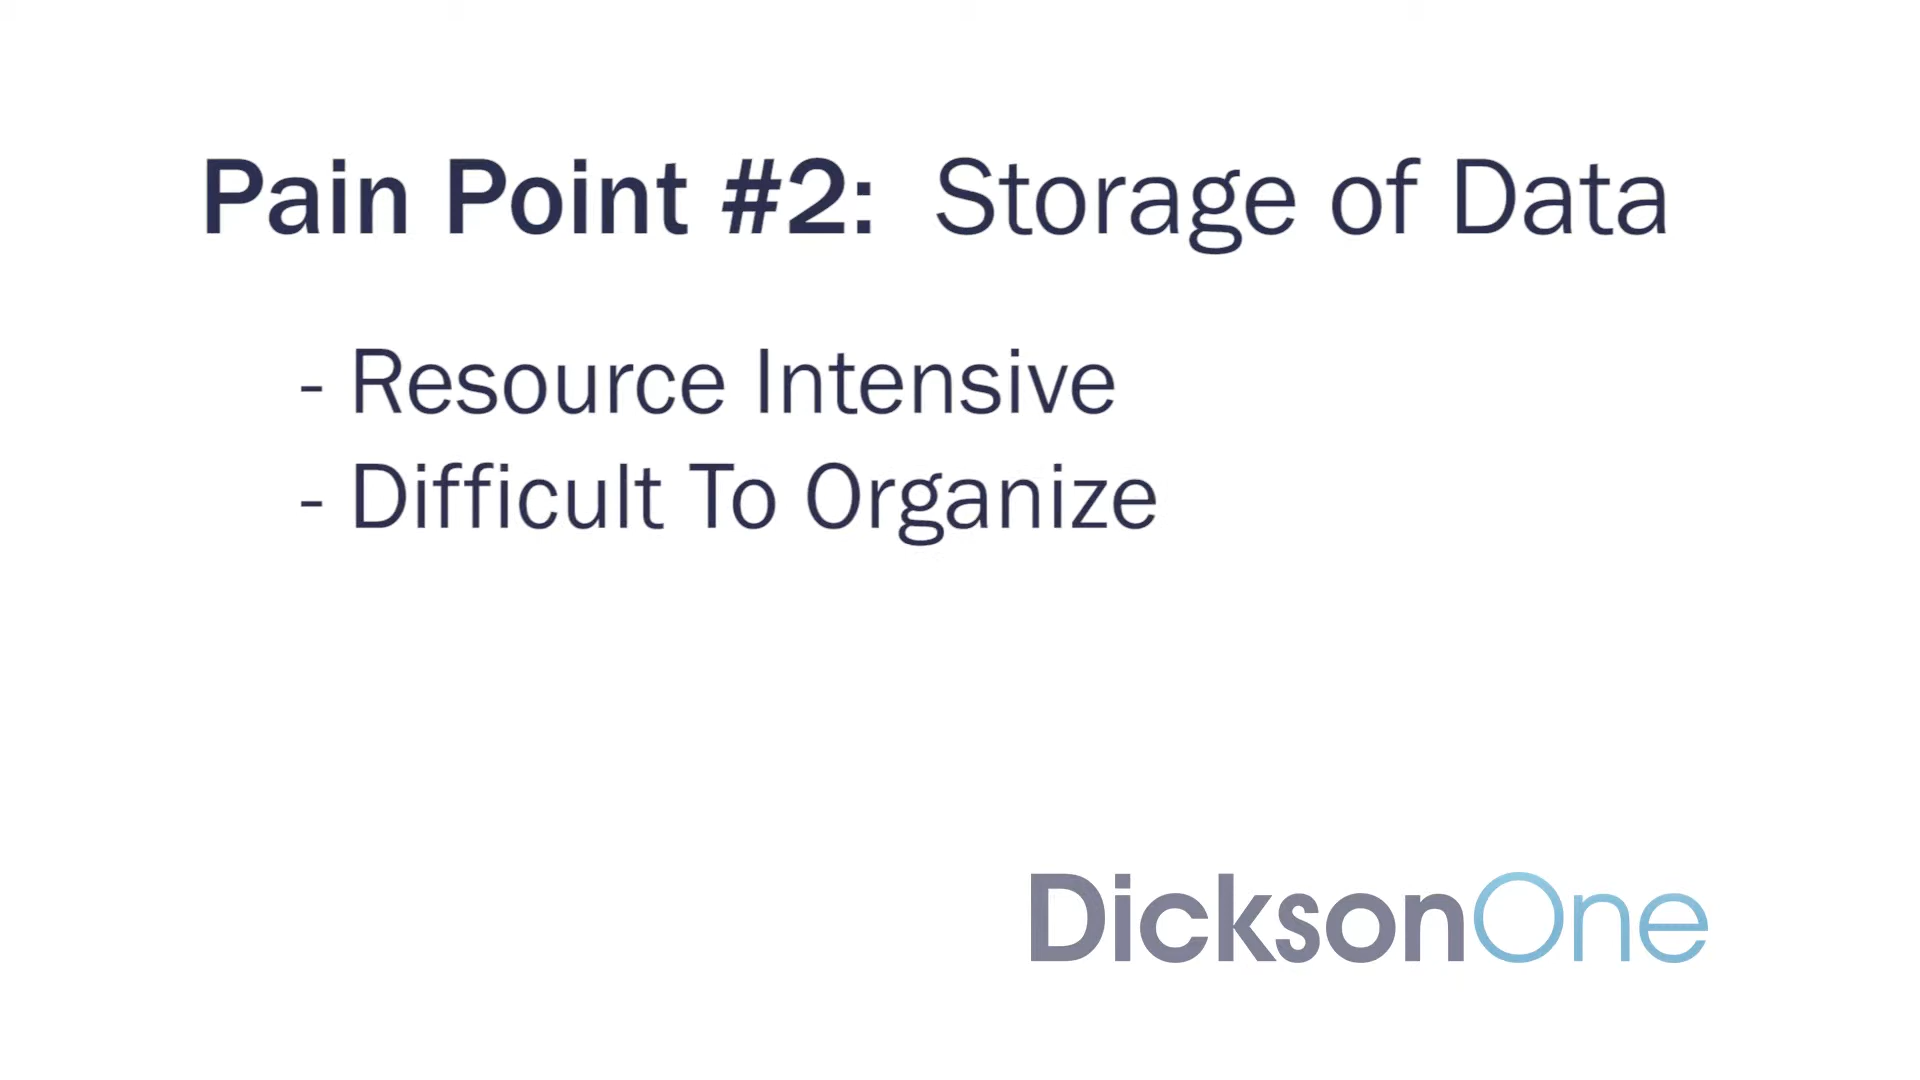 Pain Point #2: Storage of Data
- Resource Intensive
- Difficult To Organize
DicksonOne